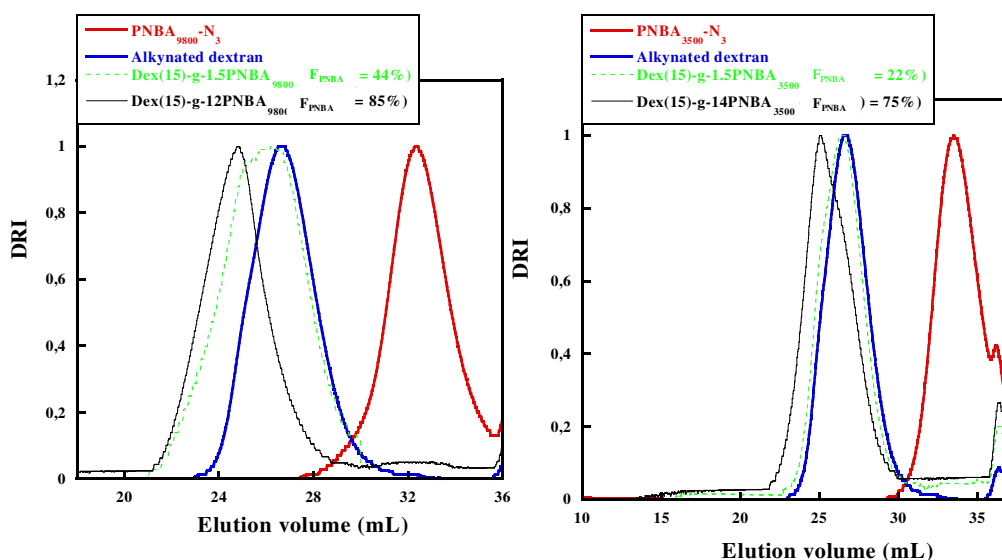 PNBA9800-N3
Alkynated dextran
Dex(15)-g-1.5PNBA9800 FPNBA = 44%)
Dex(15)-g-12PNBA980 FPNBA = 85%)
1,2
1
0,8
0,6
0,4
0,2
0
DRI
20 24 28 32 36
Elution volume (mL)
PNBA3500-N3
Alkynated dextran
Dex(15)-g-1.5PNBA3500 FPNBA = 22%)
Dex(15)-g-14PNBA3500 FPNBA ) = 75%)
1
0,8
0,6
0,4
0,2
0
DRI
10 15 20 25 30 35
Elution volume (mL)